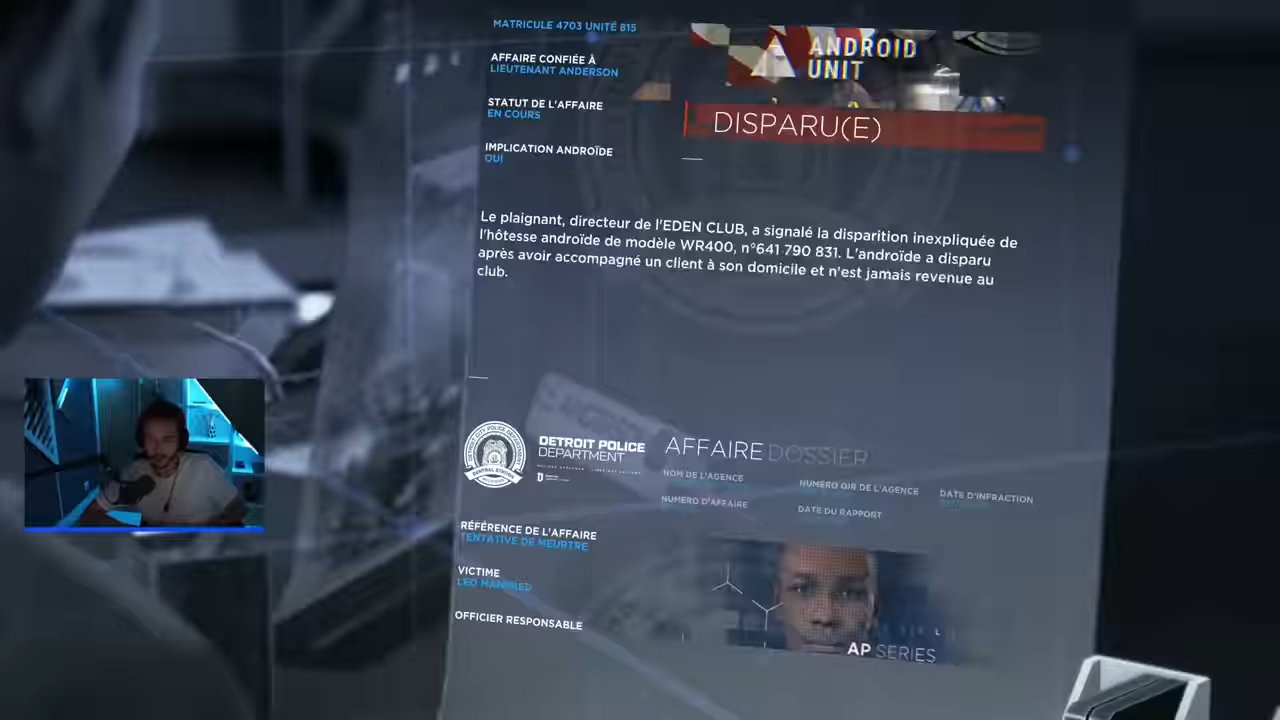 MATRICULE 4703 UNITÉ 815
AFFAIRE CONFIÉE À
LIEUTENANT ANDERSON
STATUT DE L'AFFAIRE
EN COURS
IMPLICATION ANDROÏDE
OUI
ANDROID
UNIT
DISPARU(E)
Le plaignant, directeur de l'EDEN CLUB, a signalé la disparition inexpliquée de
l'hôtesse androïde de modèle WR400, n°641 790 831. L'androïde a disparu
après avoir accompagné un client à son domicile et n'est jamais revenue au
club.
DETROIT POLICE
DEPARTMENT
CENTRAL STATION
AFFAIRE DOSSIER
NOM DE L'AGENCE
NUMERO OIR DE L'AGENCE
DATE D'INFRACTION
NUMERO D'AFFAIRE
DATE DU RAPPORT
RÉFÉRENCE DE L'AFFAIRE
TENTATIVE DE MEURTRE
VICTIME
LEO MANFRED
OFFICIER RESPONSABLE
AP SERIES